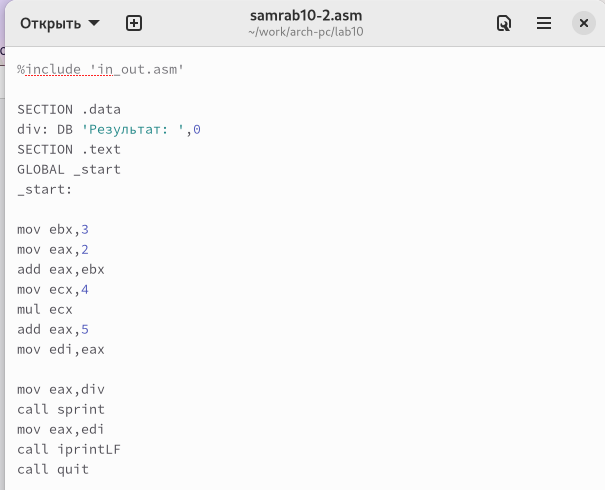 Открыть
samrab10-2.asm
~/work/arch-pc/lab10
%include 'in_out.asm'
SECTION .data
div: DB 'Результат: ',0
SECTION .text
GLOBAL _start
_start:
mov ebx,3
mov eax,2
add eax,ebx
mov ecx,4
mul ecx
add eax,5
mov edi,eax
mov eax,div
call sprint
mov eax,edi
call iprintLF
call quit